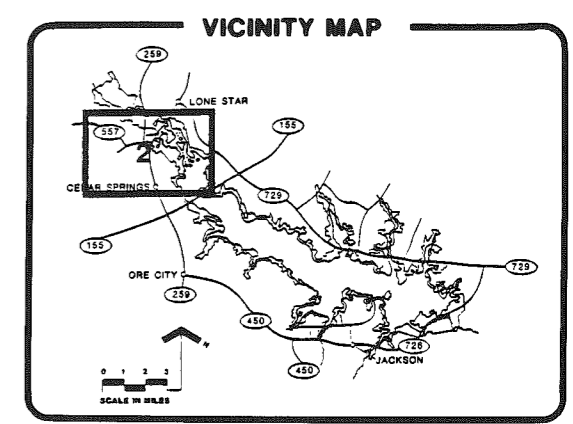 VICINITY MAP
259
LONE STAR
557
155
2
CEDAR SPRINGS
729
155
729
ORE CITY
259
450
726
JACKSON
450
N
0 1 2 3
SCALE IN MILES